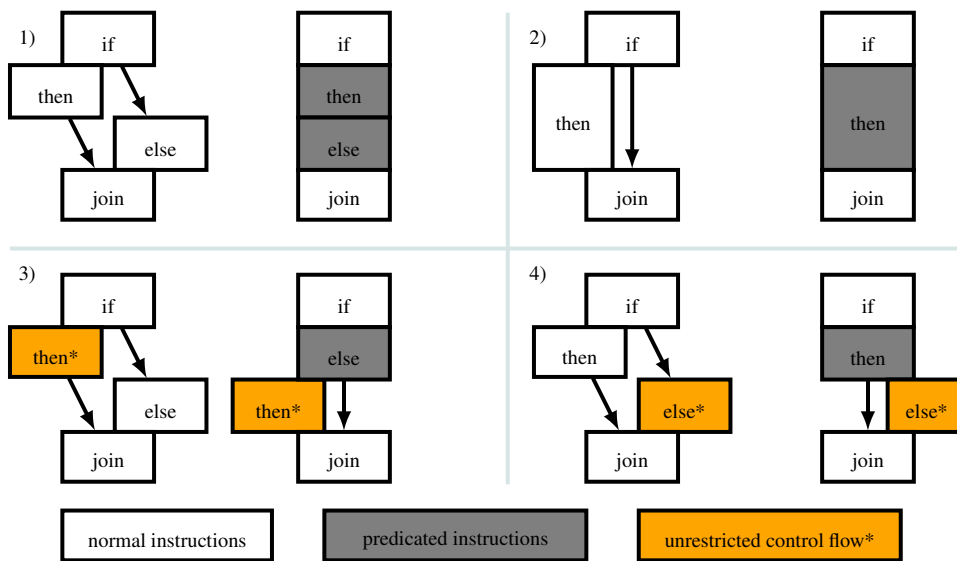 1)
if
then
else
join
if
then
else
join
2)
if
then
join
if
then
join
3)
if
then*
else
join
if
else
then*
join
4)
if
then
else*
join
if
then
else*
join
normal instructions
predicated instructions
unrestricted control flow*